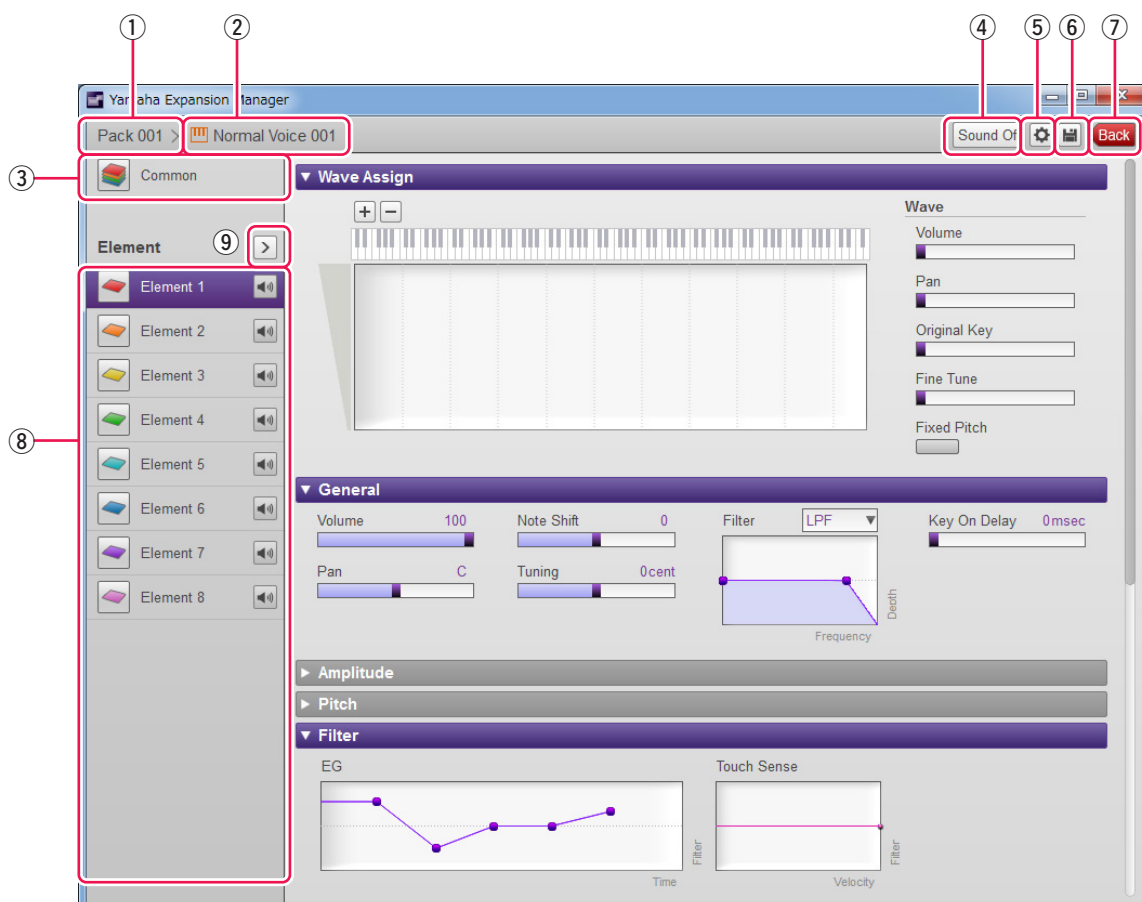 ① ② ④ ⑤ ⑥ ⑦
Yamaha Expansion Manager
Pack 001 > Normal Voice 001 Sound Of Back
③ Common
Wave Assign
+ −
Wave
Volume
Element ⑨ >
Element 1
Pan
Element 2
Original Key
Element 3
Fine Tune
Element 4
Fixed Pitch
⑧
Element 5
General
Element 6
Volume 100 Note Shift 0 Filter LPF Key On Delay 0msec
Element 7
Pan C Tuning 0cent
Element 8
Depth
Frequency
Amplitude
Pitch
Filter
EG Touch Sense
Filter Filter
Time Velocity